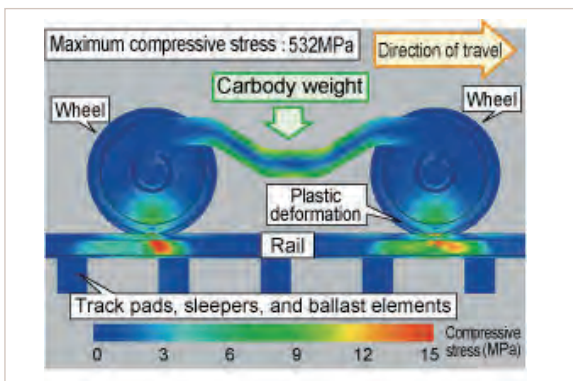 Maximum compressive stress : 532MPa
Direction of travel
Carbody weight
Wheel
Wheel
Plastic
deformation
Rail
Track pads, sleepers, and ballast elements
Compressive
stress (MPa)
0 3 6 9 12 15